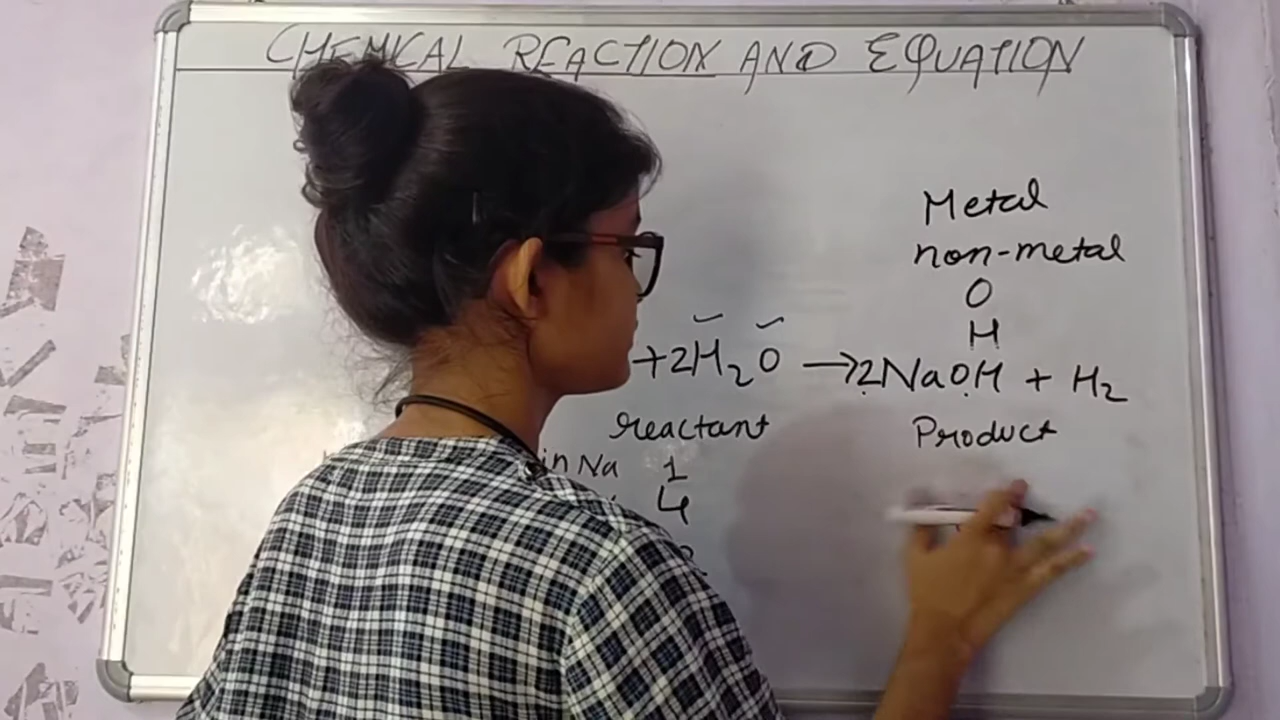 CHEMICAL REACTION AND EQUATION
Metal
non-metal
O
H
+2H₂O →2NaOH + H₂
reactant
Product
in Na 1
4